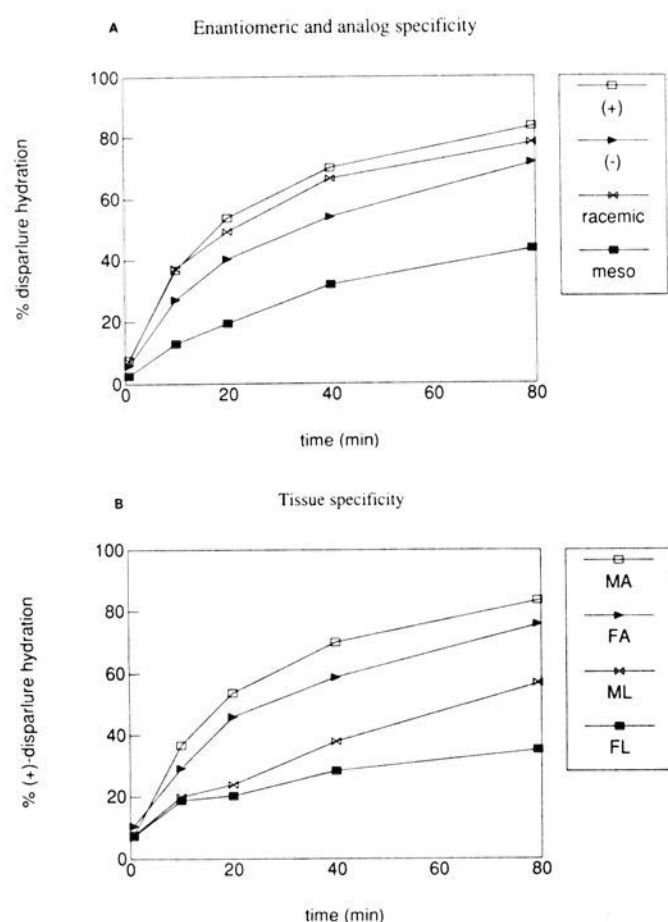 A Enantiomeric and analog specificity
100
80
60
40
20
0
% disparlure hydration
0 20 40 60 80
time (min)
(+)
(-)
racemic
meso
B Tissue specificity
100
80
60
40
20
0
% (+)-disparlure hydration
0 20 40 60 80
time (min)
MA
FA
ML
FL